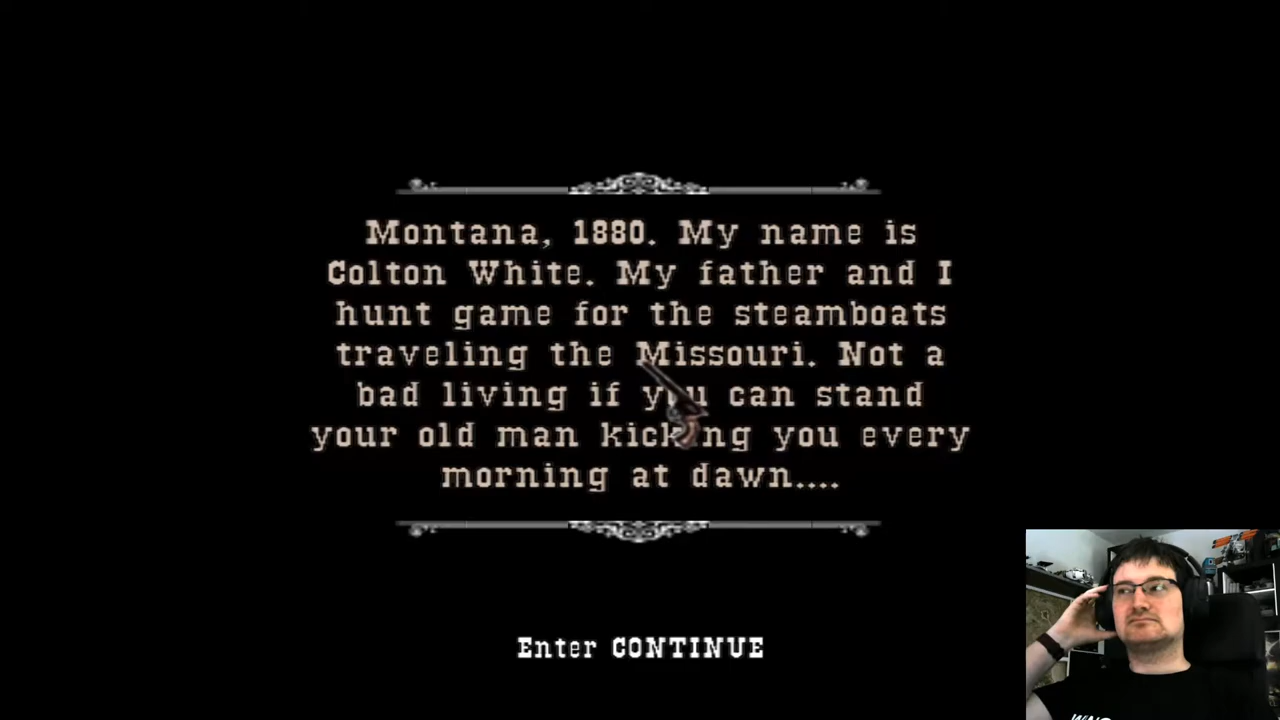 Montana, 1880. My name is
Colton White. My father and I
hunt game for the steamboats
traveling the Missouri. Not a
bad living if you can stand
your old man kicking you every
morning at dawn....
Enter CONTINUE